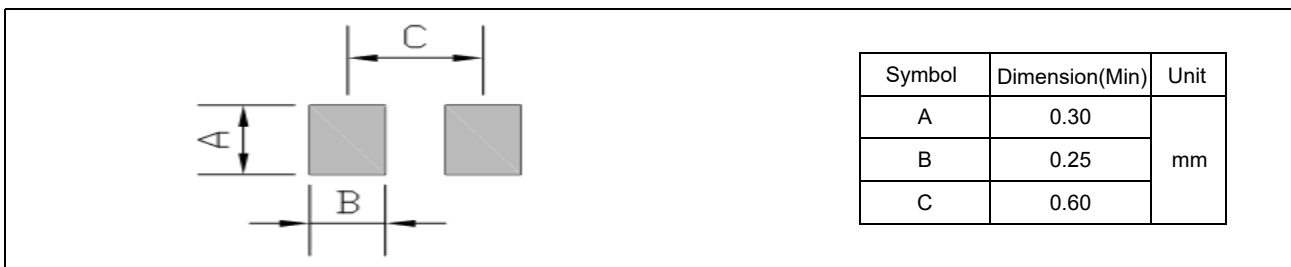 C
A
B
Symbol Dimension(Min) Unit
A 0.30
B 0.25 mm
C 0.60